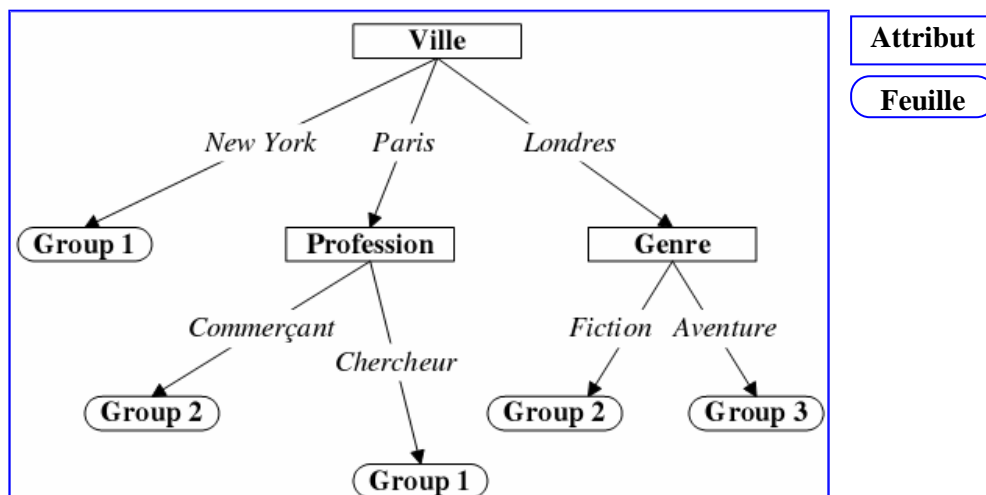 Ville
Attribut
Feuille
New York
Paris
Londres
Group 1
Profession
Genre
Commerçant
Fiction
Aventure
Chercheur
Group 2
Group 2
Group 3
Group 1